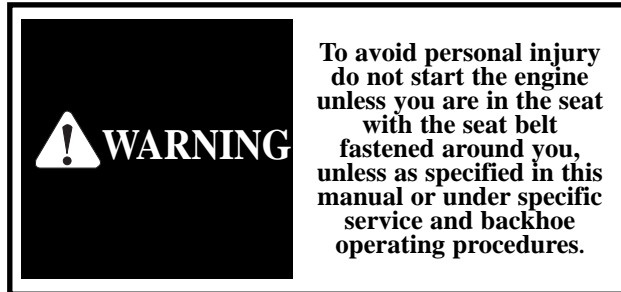 WARNING
To avoid personal injury
do not start the engine
unless you are in the seat
with the seat belt
fastened around you,
unless as specified in this
manual or under specific
service and backhoe
operating procedures.